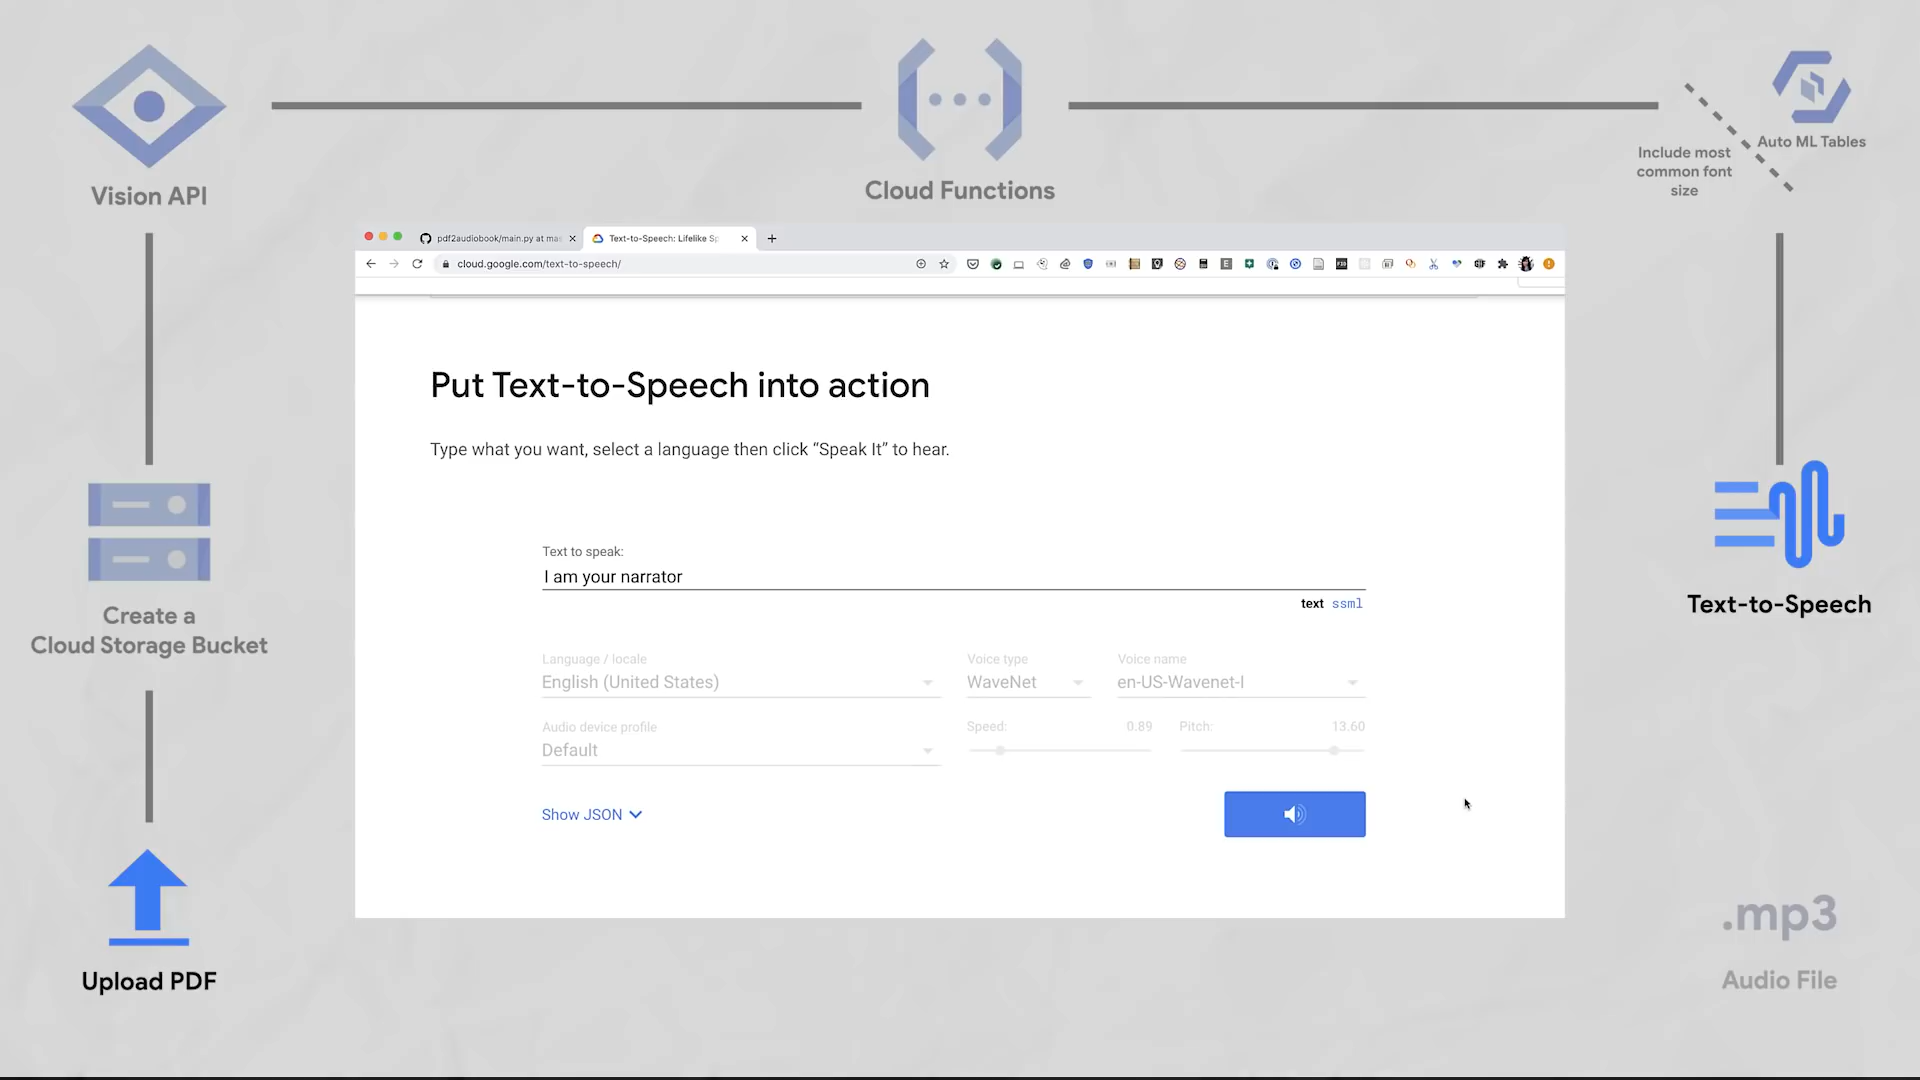 Vision API
Cloud Functions
Auto ML Tables
Include most
common font
size
pdf2audiobook/main.py at mas
Text-to-Speech: Lifelike Sp
cloud.google.com/text-to-speech/
Put Text-to-Speech into action
Type what you want, select a language then click “Speak It” to hear.
Text to speak:
I am your narrator
text ssml
Language / locale
English (United States)
Voice type
WaveNet
Voice name
en-US-Wavenet-I
Audio device profile
Default
Speed: 0.89
Pitch: 13.60
Show JSON
Create a
Cloud Storage Bucket
Upload PDF
Text-to-Speech
.mp3
Audio File